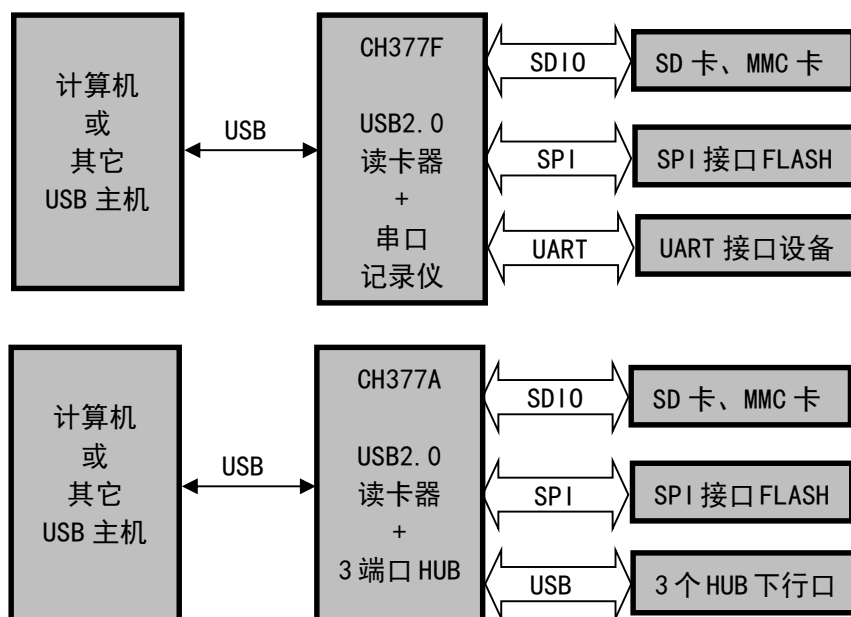 计算机
或
其它
USB 主机
USB
CH377F
USB2.0
读卡器
+
串口
记录仪
SDIO
SD 卡、MMC 卡
SPI
SPI 接口 FLASH
UART
UART 接口设备
计算机
或
其它
USB 主机
USB
CH377A
USB2.0
读卡器
+
3 端口 HUB
SDIO
SD 卡、MMC 卡
SPI
SPI 接口 FLASH
USB
3 个 HUB 下行口